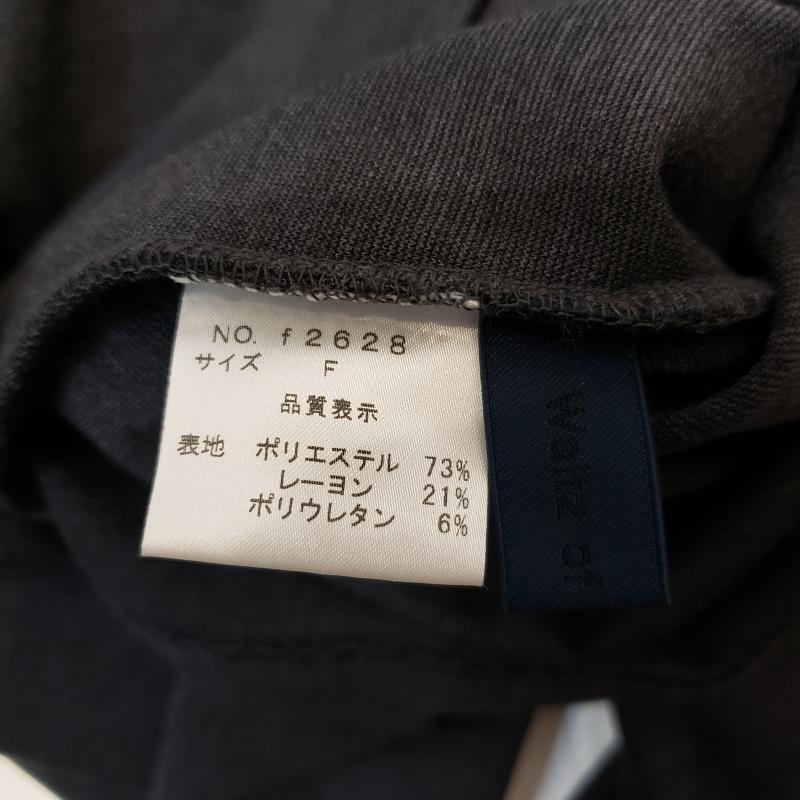 NO. f2628
サイズ F
品質表示
表地 ポリエステル 73%
レーヨン 21%
ポリウレタン 6%
Waltz of